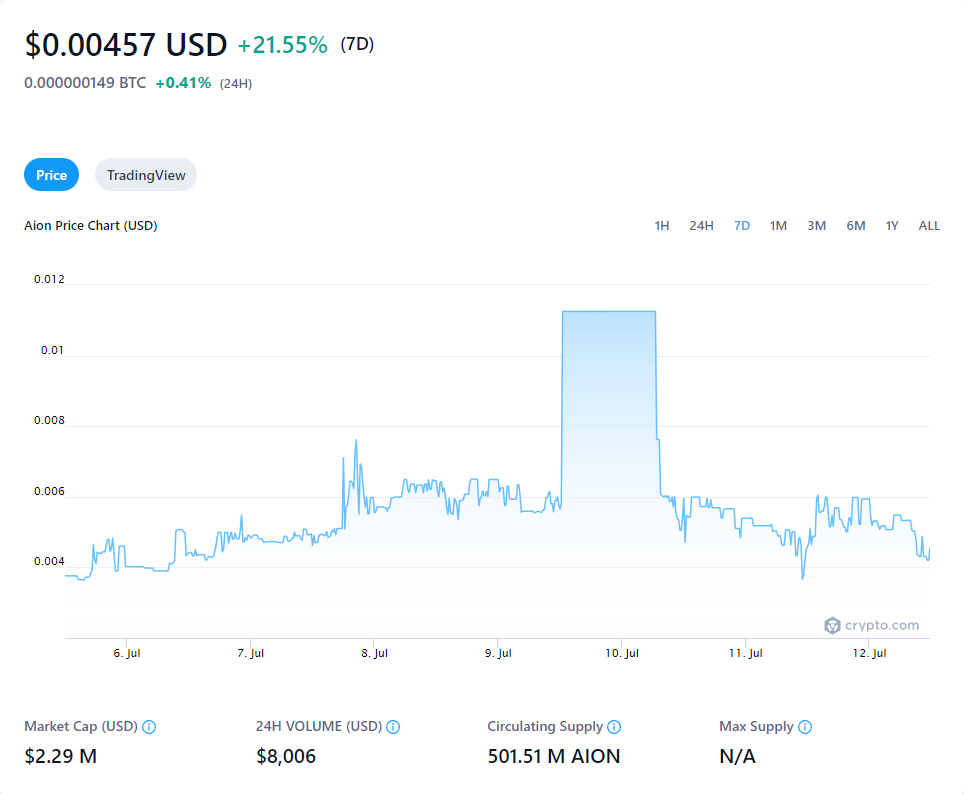 $0.00457 USD +21.55% (7D)
0.000000149 BTC +0.41% (24H)
Price TradingView
Aion Price Chart (USD) 1H 24H 7D 1M 3M 6M 1Y ALL
0.012
0.01
0.008
0.006
0.004
crypto.com
6. Jul 7. Jul 8. Jul 9. Jul 10. Jul 11. Jul 12. Jul
Market Cap (USD) 24H VOLUME (USD) Circulating Supply Max Supply
$2.29 M $8,006 501.51 M AION N/A